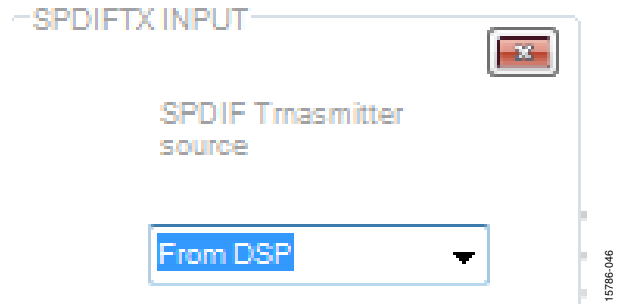 SPDIFTX INPUT
SPDIF Trnasmitter
source
From DSP
15786-046